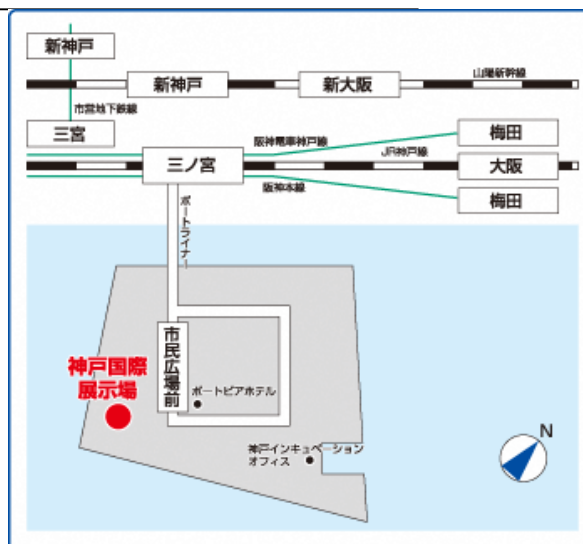 新神戸
新神戸
新大阪
山陽新幹線
市営地下鉄線
三宮
阪神電車神戸線
梅田
三ノ宮
JR神戸線
大阪
阪神本線
梅田
ポートライナー
市民広場前
神戸国際
展示場
ポートピアホテル
神戸インキュベーション
オフィス
N